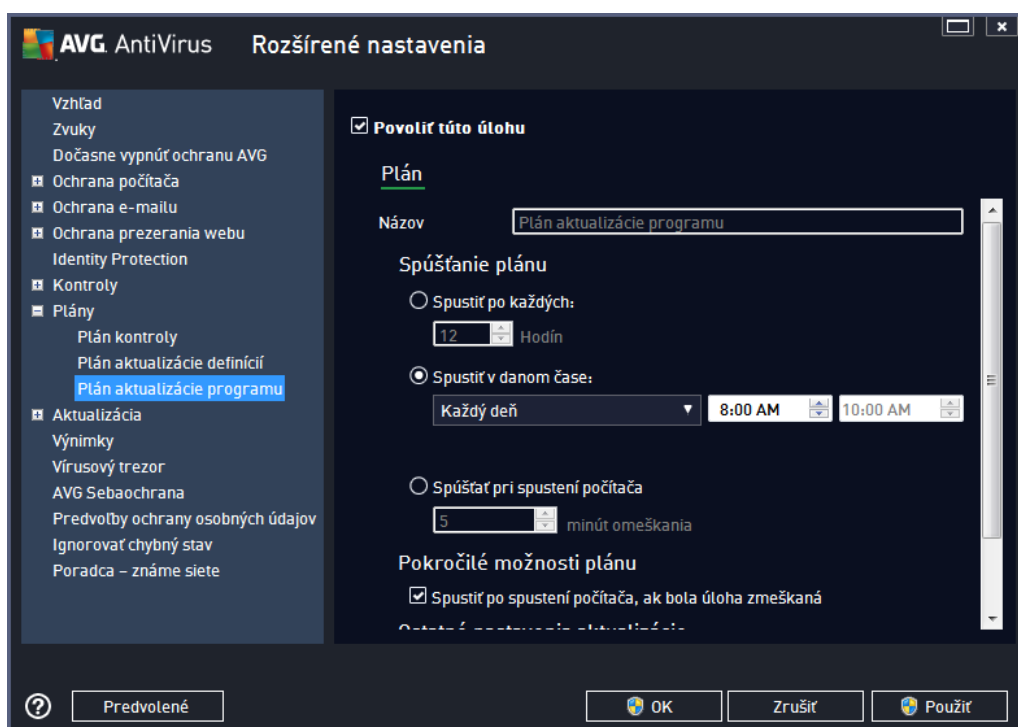 AVG. AntiVirus Rozšírené nastavenia
Vzhľad
Zvuky
Dočasne vypnúť ochranu AVG
Ochrana počítača
Ochrana e-mailu
Ochrana prezerania webu
Identity Protection
Kontroly
Plány
Plán kontroly
Plán aktualizácie definícií
Plán aktualizácie programu
Aktualizácia
Výnimky
Vírusový trezor
AVG Sebaochrana
Predvoľby ochrany osobných údajov
Ignorovať chybný stav
Poradca – známe siete
Povoliť túto úlohu
Plán
Názov Plán aktualizácie programu
Spúšťanie plánu
Spustiť po každých:
12 Hodín
Spustiť v danom čase:
Každý deň 8:00 AM 10:00 AM
Spúšťať pri spustení počítača
5 minút omeškania
Pokročilé možnosti plánu
Spustiť po spustení počítača, ak bola úloha zmeškaná
Ostatné nastavenia aktualizácie
Predvolené OK Zrušiť Použiť